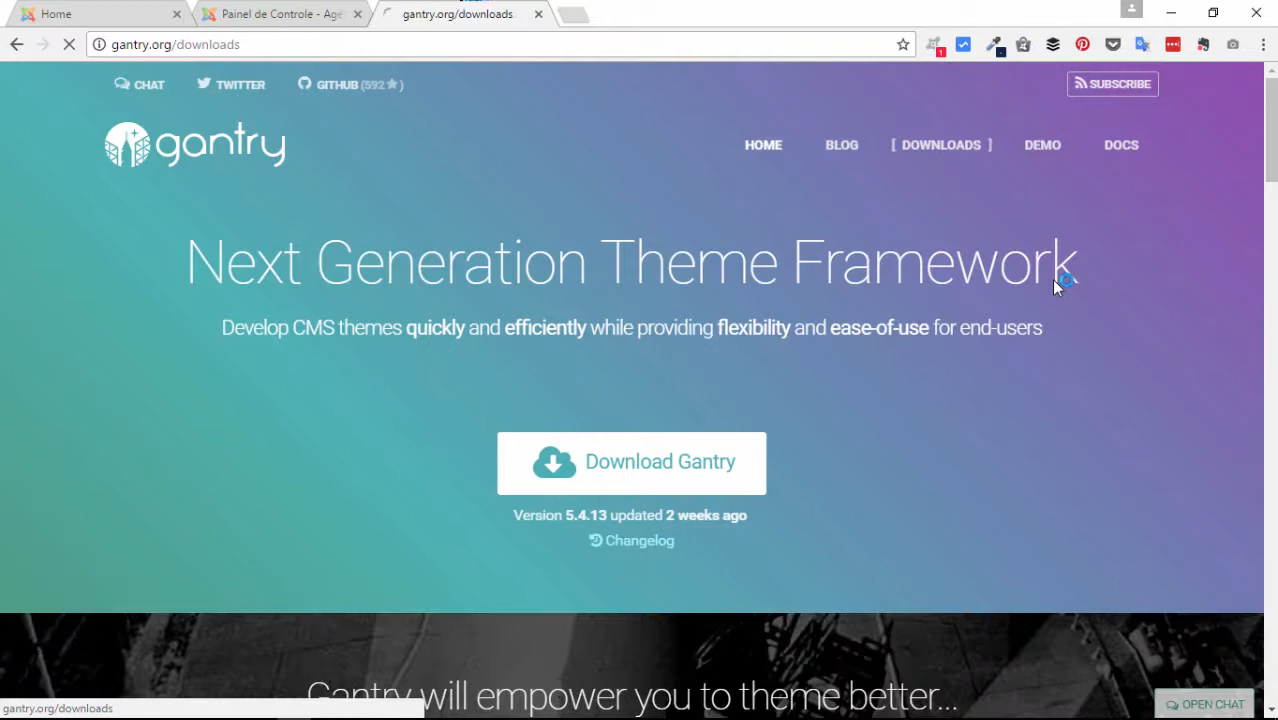 Home
Painel de Controle - Agê
gantry.org/downloads
gantry.org/downloads
1
CHAT
TWITTER
GITHUB (592★)
SUBSCRIBE
gantry
HOME
BLOG
[ DOWNLOADS ]
DEMO
DOCS
Next Generation Theme Framework
Develop CMS themes quickly and efficiently while providing flexibility and ease-of-use for end-users
Download Gantry
Version 5.4.13 updated 2 weeks ago
Changelog
Gantry will empower you to theme better...
gantry.org/downloads
OPEN CHAT